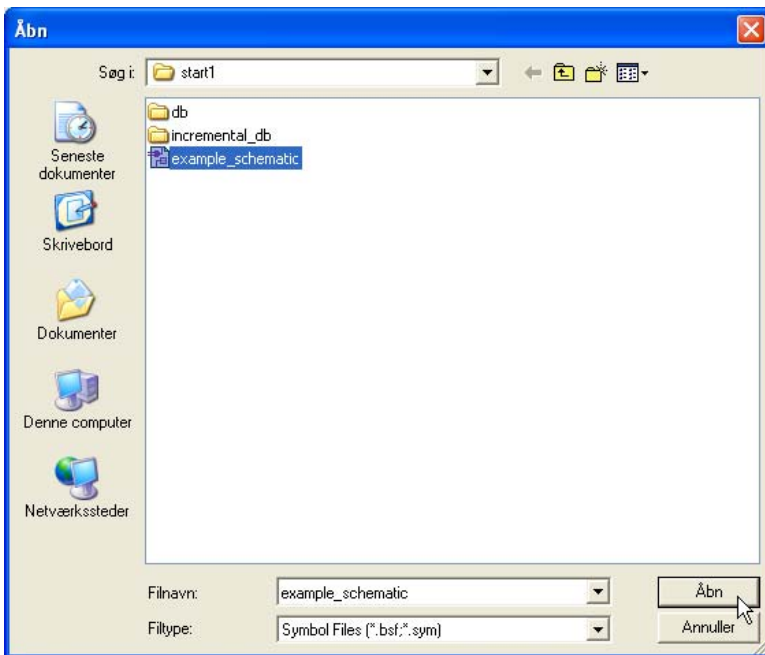 Åbn
Søg i:
start1
Seneste
dokumenter
Skrivebord
Dokumenter
Denne computer
Netværkssteder
db
incremental_db
example_schematic
Filnavn:
example_schematic
Åbn
Filtype:
Symbol Files (*.bsf;*.sym)
Annuller